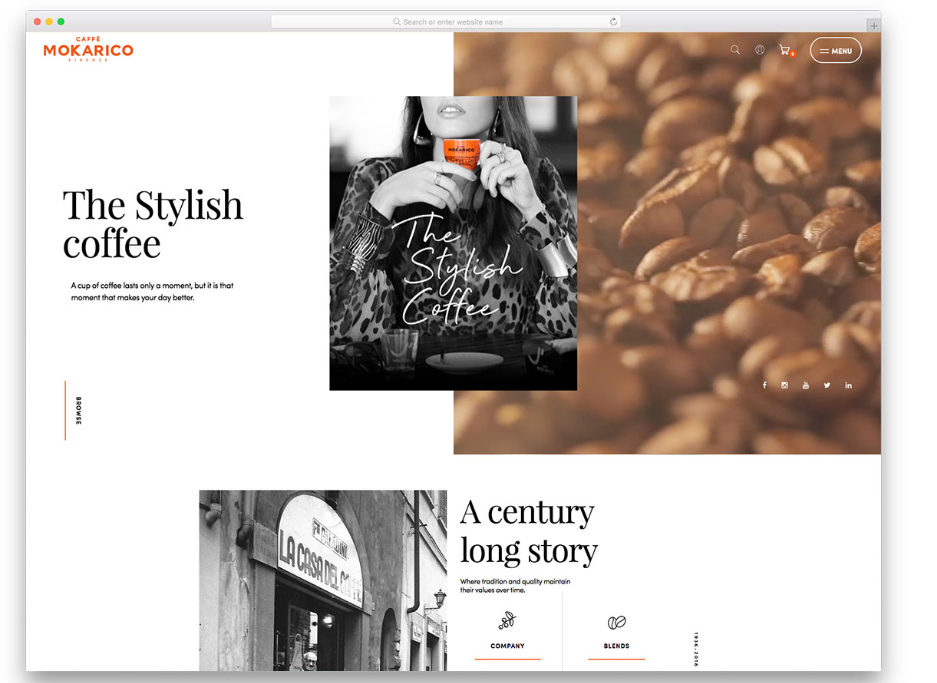 Search or enter website name
CAFFÈ
MOKARICO
FIRENZE
0
MENU
MOKARICO
The Stylish
coffee
A cup of coffee lasts only a moment, but it is that
moment that makes your day better.
The
Stylish
Coffee
MOKARICO
BROWSE
LA CASA DEL
A century
long story
Where tradition and quality maintain
their values over time.
COMPANY
BLENDS
1936-2016